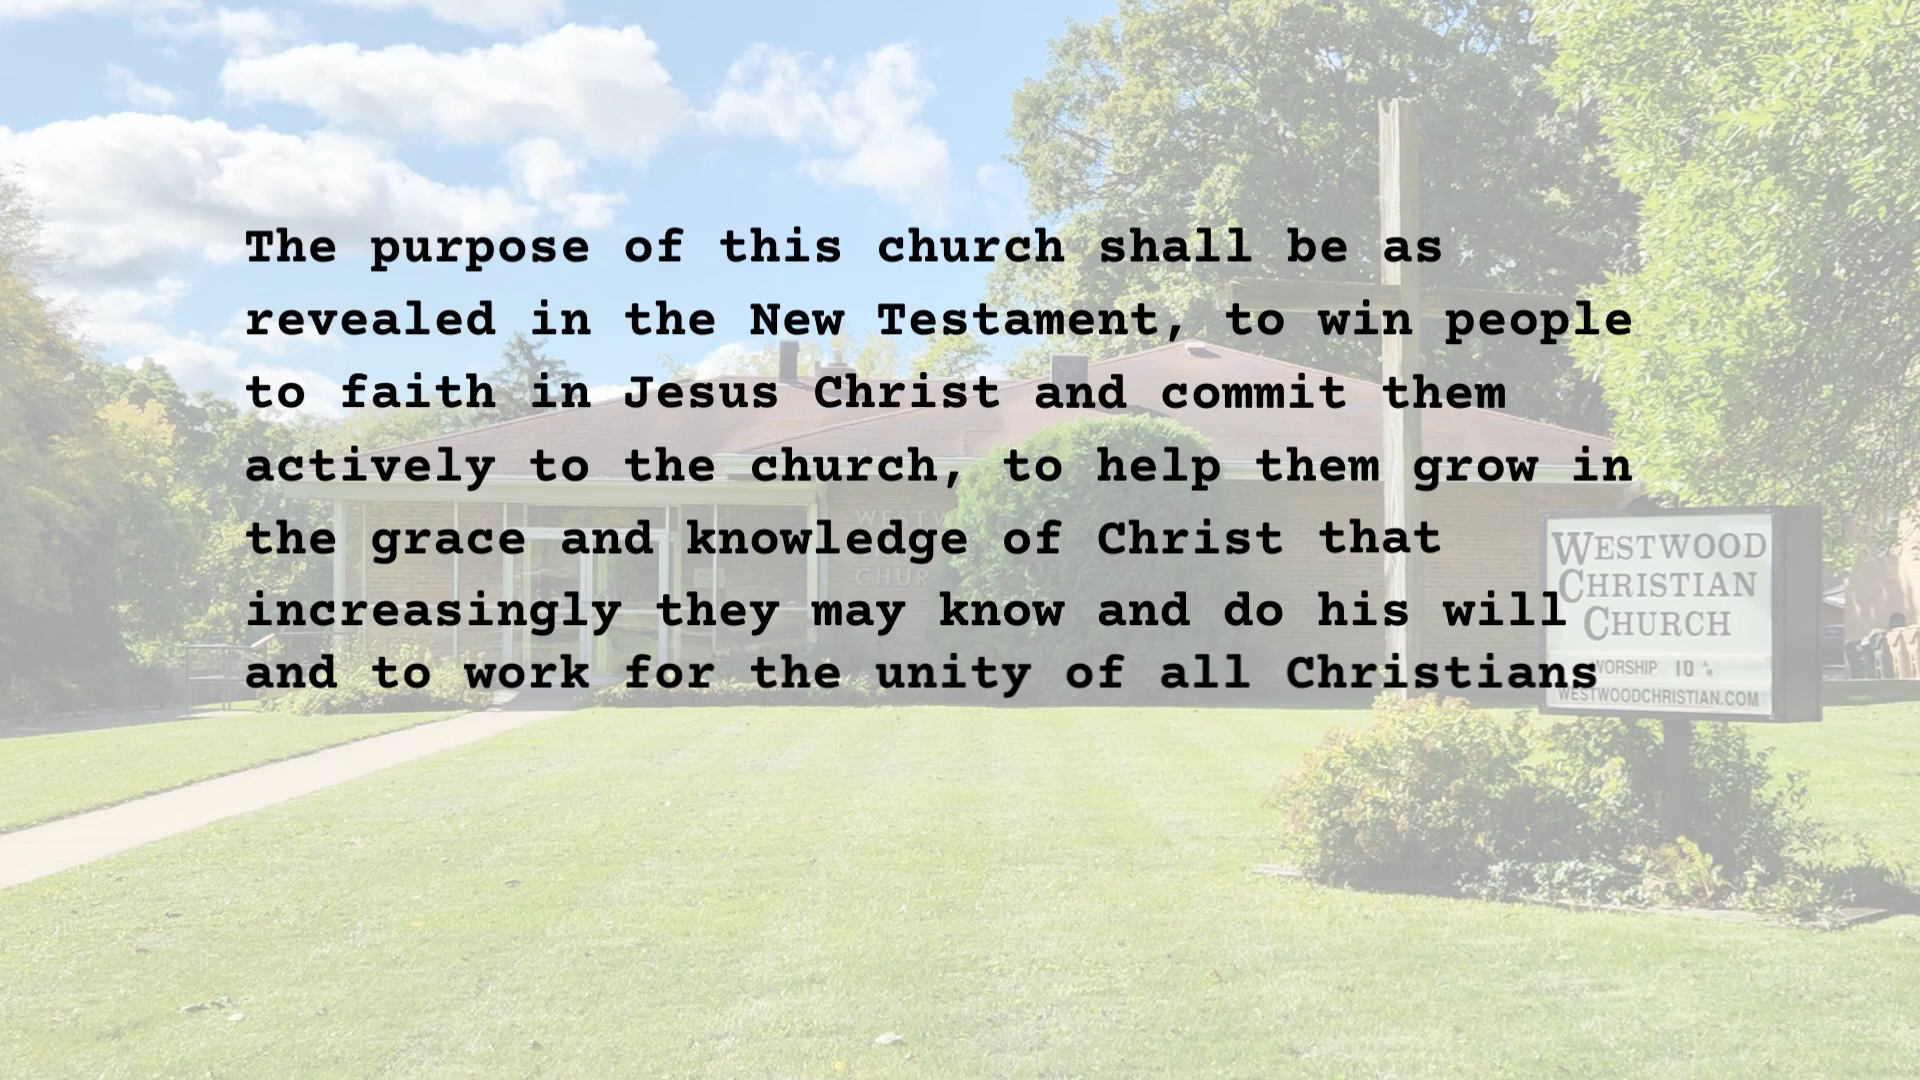 The purpose of this church shall be as
revealed in the New Testament, to win people
to faith in Jesus Christ and commit them
actively to the church, to help them grow in
the grace and knowledge of Christ that
increasingly they may know and do his will
and to work for the unity of all Christians
WESTW
CHUR
WESTWOOD
CHRISTIAN
CHURCH
WORSHIP 10
WESTWOODCHRISTIAN.COM